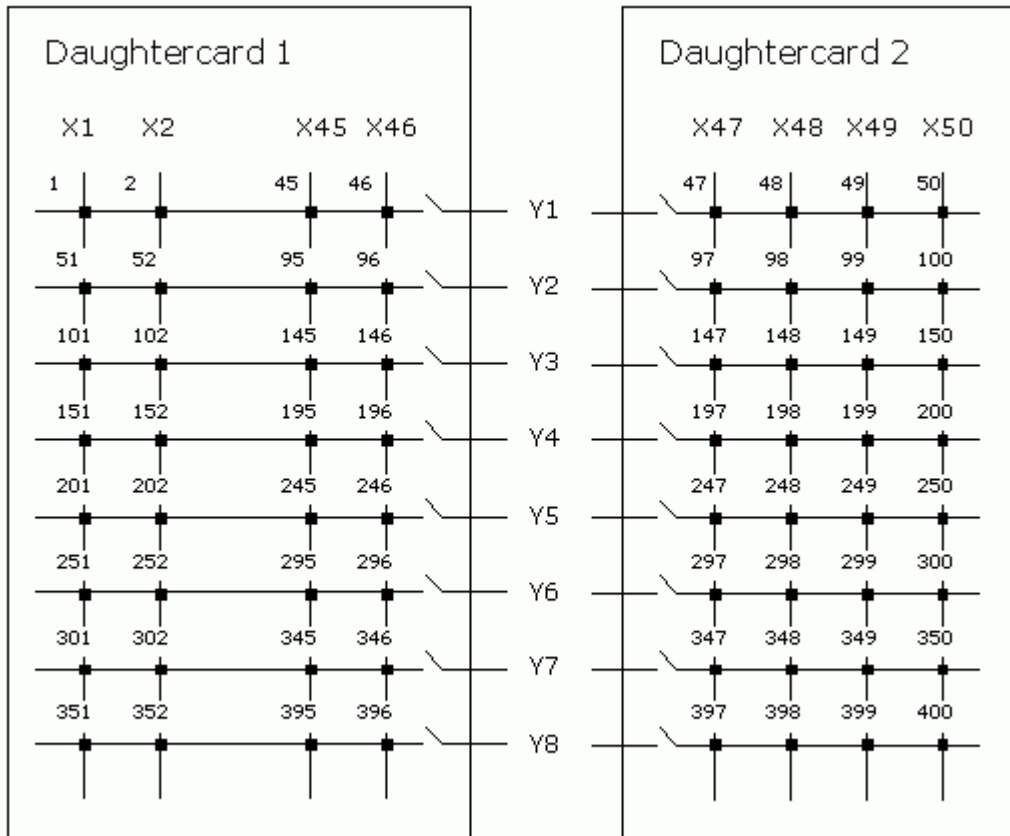 Daughtercard 1 Daughtercard 2
X1 X2 X45 X46 X47 X48 X49 X50
1 2 45 46 47 48 49 50
Y1
51 52 95 96 97 98 99 100
Y2
101 102 145 146 147 148 149 150
Y3
151 152 195 196 197 198 199 200
Y4
201 202 245 246 247 248 249 250
Y5
251 252 295 296 297 298 299 300
Y6
301 302 345 346 347 348 349 350
Y7
351 352 395 396 397 398 399 400
Y8